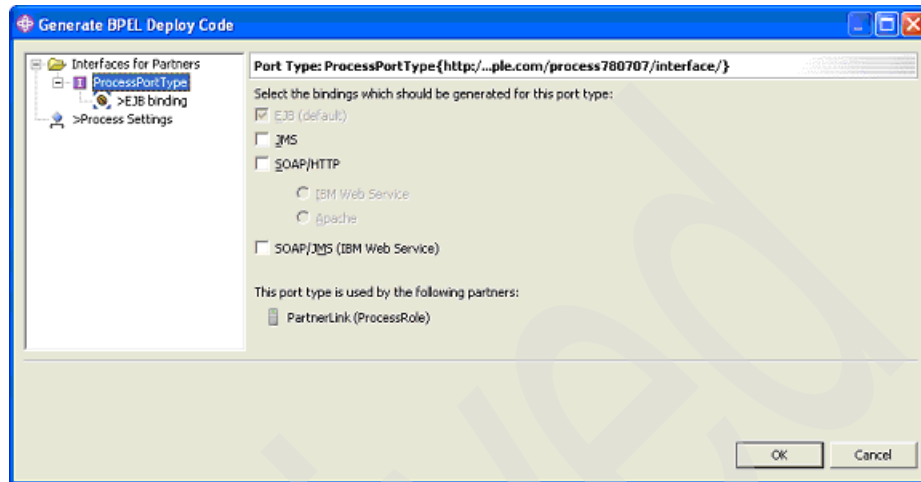 Generate BPEL Deploy Code
Interfaces for Partners
ProcessPortType
>EJB binding
>Process Settings
Port Type: ProcessPortType{http:/...ple.com/process780707/interface/}
Select the bindings which should be generated for this port type:
EJB (default)
JMS
SOAP/HTTP
IBM Web Service
Apache
SOAP/JMS (IBM Web Service)
This port type is used by the following partners:
PartnerLink (ProcessRole)
OK
Cancel